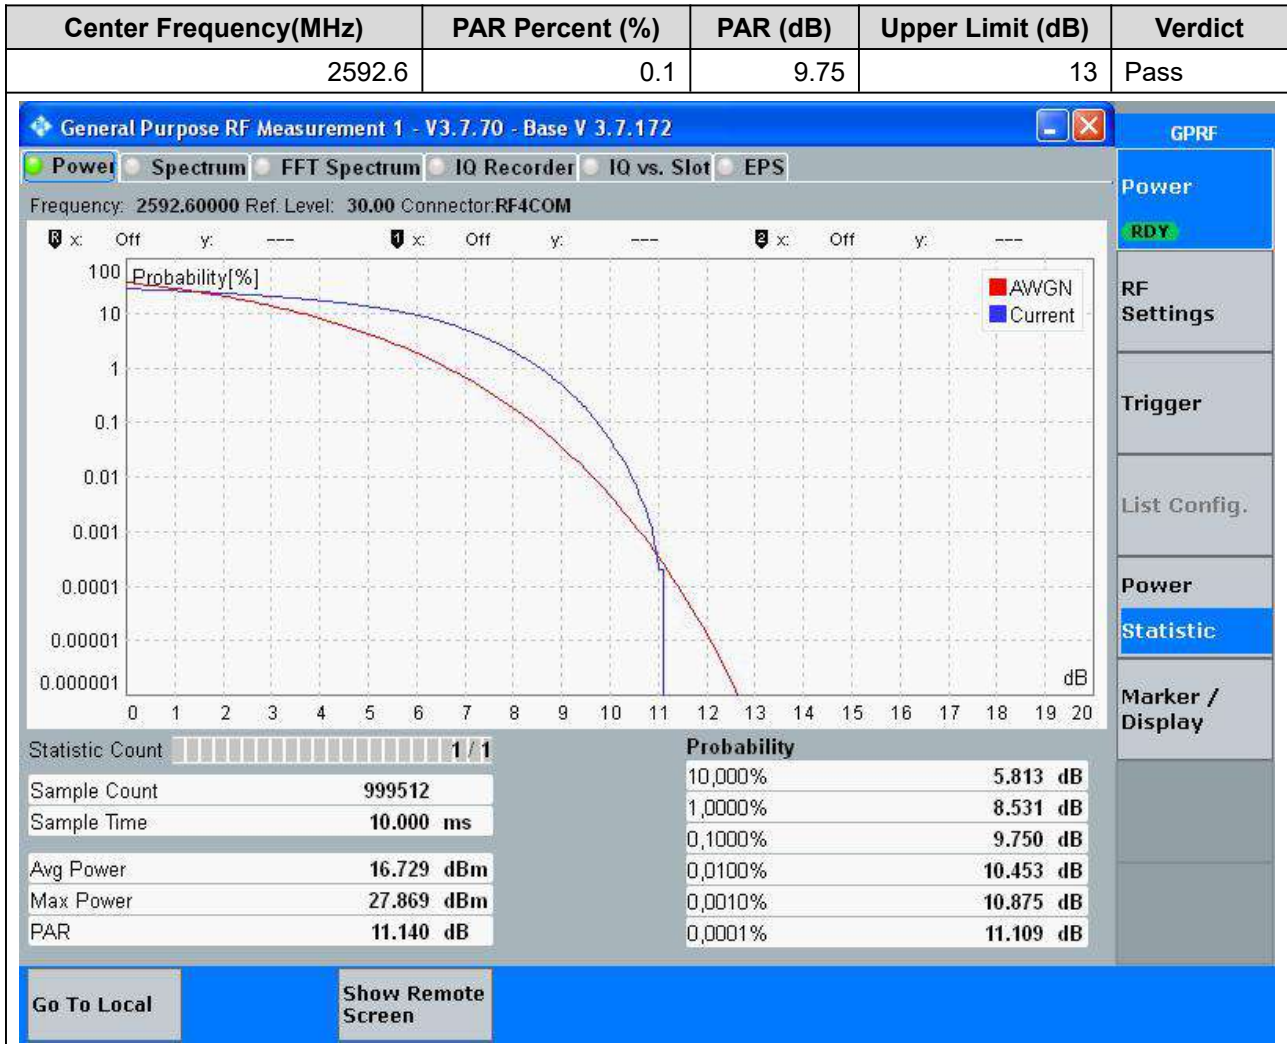 Center Frequency(MHz) PAR Percent (%) PAR (dB) Upper Limit (dB) Verdict
2592.6 0.1 9.75 13 Pass
General Purpose RF Measurement 1 - V3.7.70 - Base V 3.7.172
GPRF
Power Spectrum FFT Spectrum IQ Recorder IQ vs. Slot EPS
Power
RDY
Frequency: 2592.60000 Ref. Level: 30.00 Connector:RF4COM
R x: Off y: --- 1 x: Off y: --- 2 x: Off y: ---
Probability[%]
100
10
1
0.1
0.01
0.001
0.0001
0.00001
0.000001
AWGN
Current
dB
0 1 2 3 4 5 6 7 8 9 10 11 12 13 14 15 16 17 18 19 20
RF
Settings
Trigger
List Config.
Power
Statistic
Marker /
Display
Statistic Count 1 / 1
Sample Count 999512
Sample Time 10.000 ms
Avg Power 16.729 dBm
Max Power 27.869 dBm
PAR 11.140 dB
Probability
10,000% 5.813 dB
1,0000% 8.531 dB
0,1000% 9.750 dB
0,0100% 10.453 dB
0,0010% 10.875 dB
0,0001% 11.109 dB
Go To Local
Show Remote
Screen